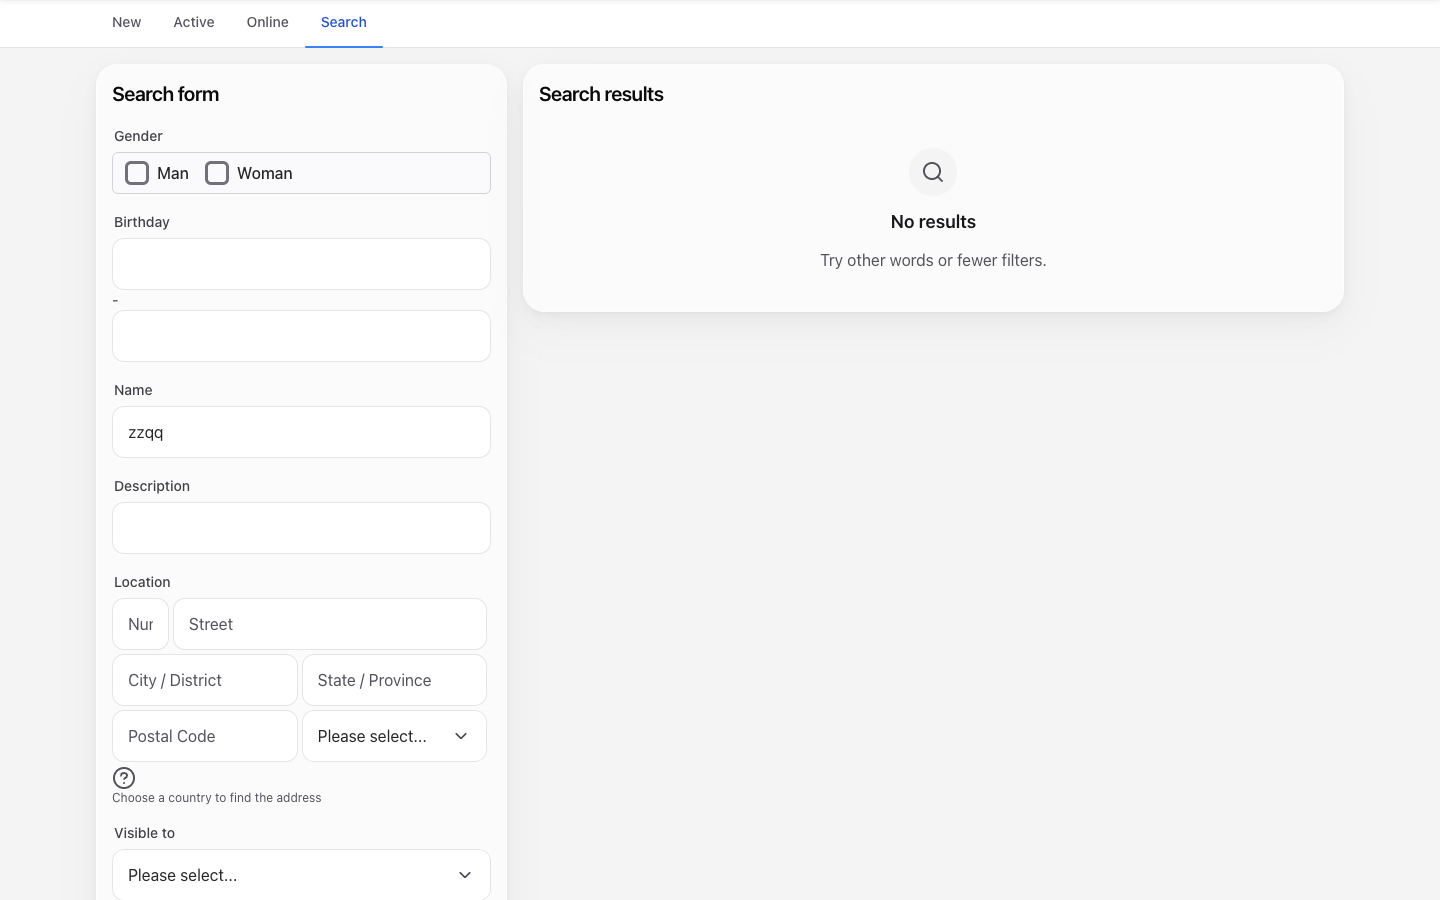 New
Active
Online
Search
Search form
Gender
Man
Woman
Birthday
-
Name
zzqq
Description
Location
Street
City / District
State / Province
Postal Code
Please select...
Choose a country to find the address
Visible to
Please select...
Search results
No results
Try other words or fewer filters.